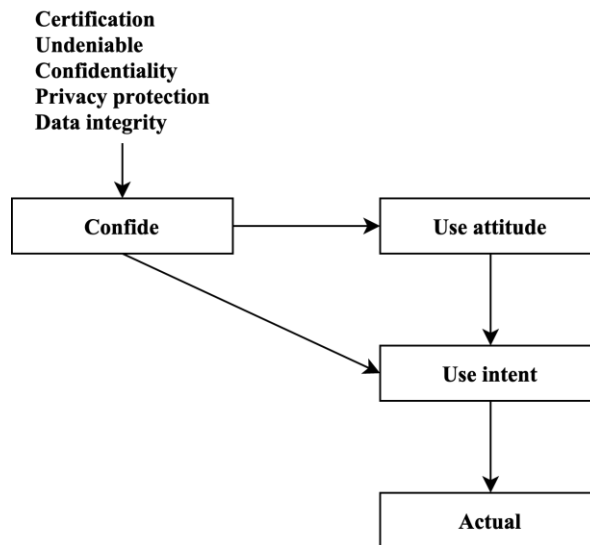 Certification
Undeniable
Confidentiality
Privacy protection
Data integrity
Confide
Use attitude
Use intent
Actual